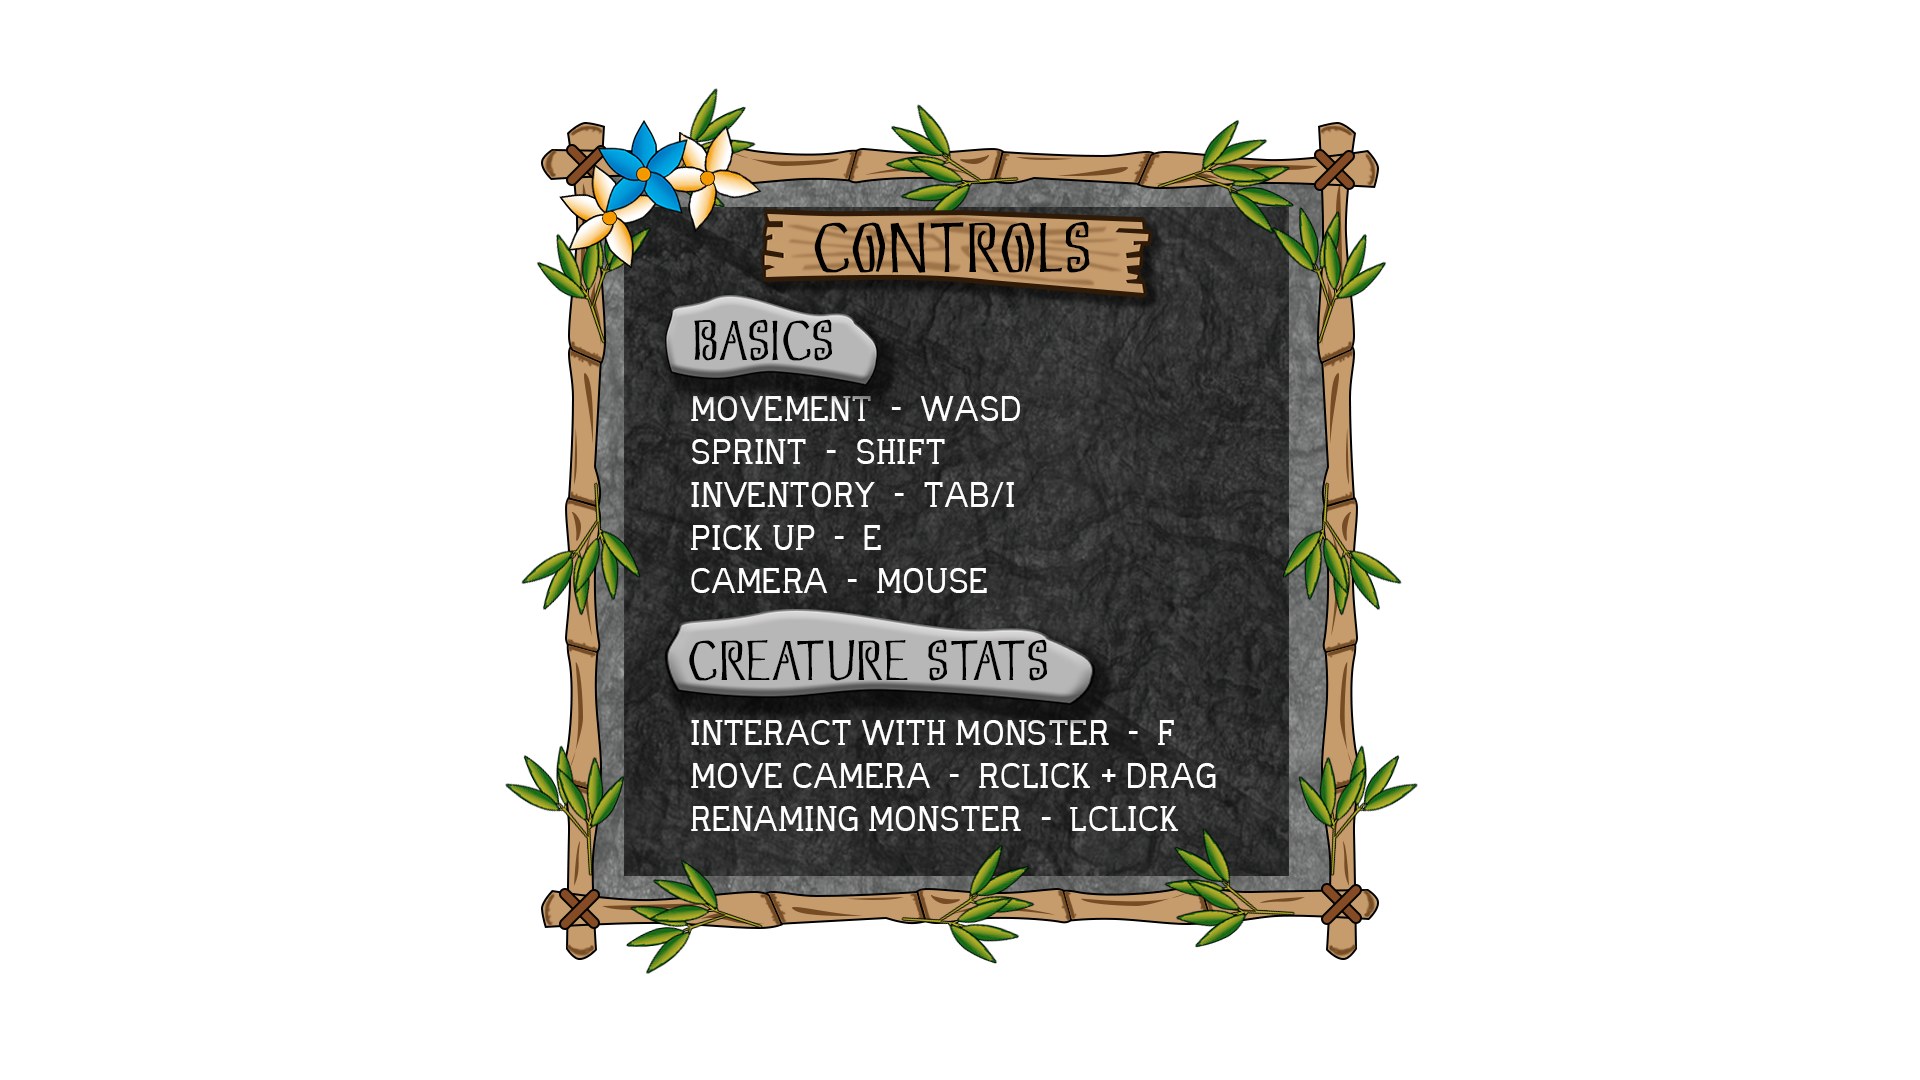 CONTROLS
BASICS
MOVEMENT - WASD
SPRINT - SHIFT
INVENTORY - TAB/I
PICK UP - E
CAMERA - MOUSE
CREATURE STATS
INTERACT WITH MONSTER - F
MOVE CAMERA - RCLICK + DRAG
RENAMING MONSTER - LCLICK